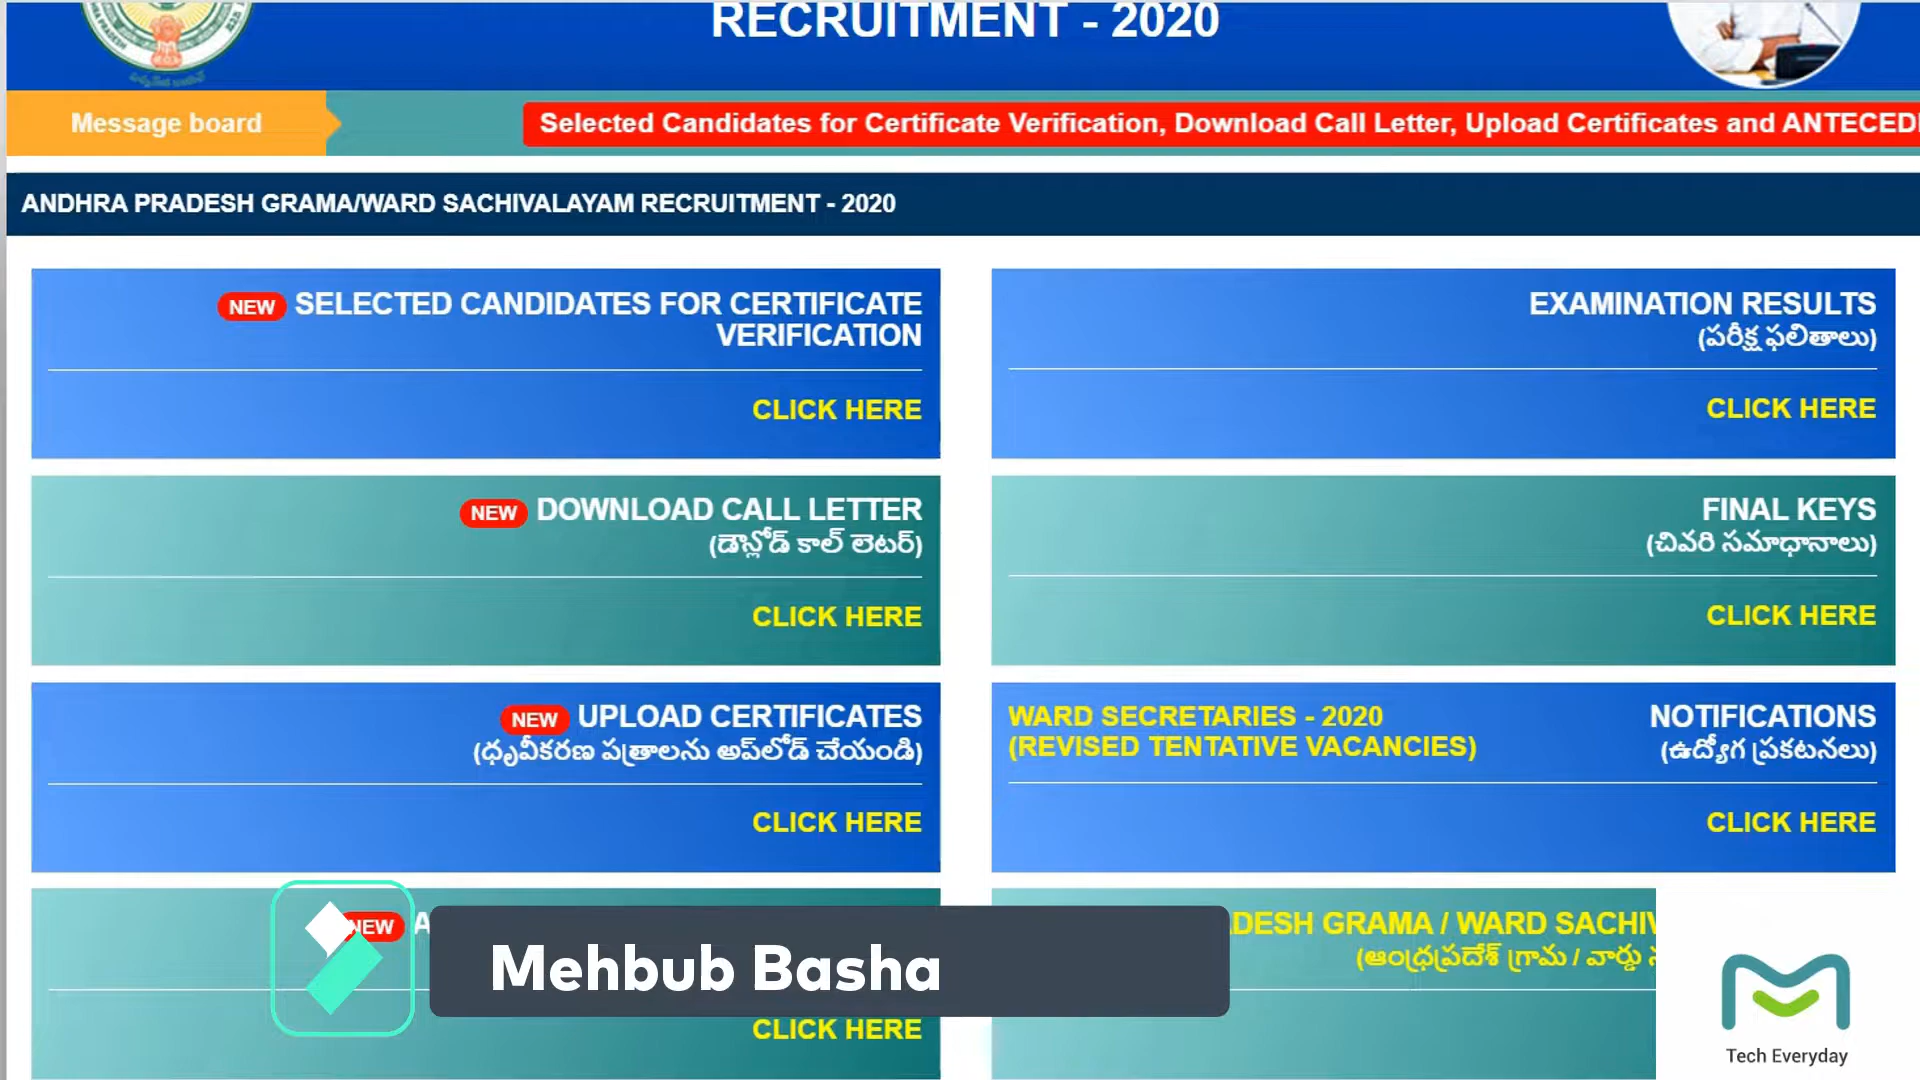 RECRUITMENT - 2020
Message board
Selected Candidates for Certificate Verification, Download Call Letter, Upload Certificates and
ANDHRA PRADESH GRAMA/WARD SACHIVALAYAM RECRUITMENT - 2020
NEW SELECTED CANDIDATES FOR CERTIFICATE
VERIFICATION
CLICK HERE
EXAMINATION RESULTS
(పరీక్ష ఫలితాలు)
CLICK HERE
NEW DOWNLOAD CALL LETTER
(డౌన్లోడ్ కాల్ లెటర్)
CLICK HERE
FINAL KEYS
(చివరి సమాధానాలు)
CLICK HERE
NEW UPLOAD CERTIFICATES
(ధృవీకరణ పత్రాలను అప్‌లోడ్ చేయండి)
CLICK HERE
WARD SECRETARIES - 2020
(REVISED TENTATIVE VACANCIES)
NOTIFICATIONS
(ఉద్యోగ ప్రకటనలు)
CLICK HERE
NEW
CLICK HERE
GRAMA / WARD
(ఆంధ్రప్రదేశ్ గ్రామ / వార్డు
Mehbub Basha
Tech Everyday